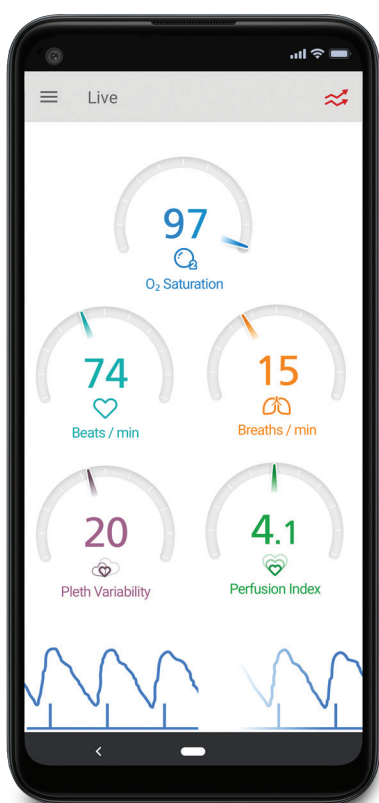 Live
97
O₂ Saturation
74
Beats / min
15
Breaths / min
20
Pleth Variability
4.1
Perfusion Index